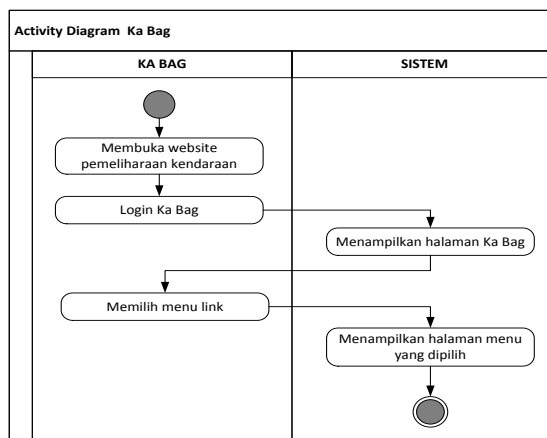 Activity Diagram  Ka Bag
KA BAG
SISTEM
Membuka website
pemeliharaan kendaraan
Login Ka Bag
Menampilkan halaman Ka Bag
Memilih menu link
Menampilkan halaman menu
yang dipilih